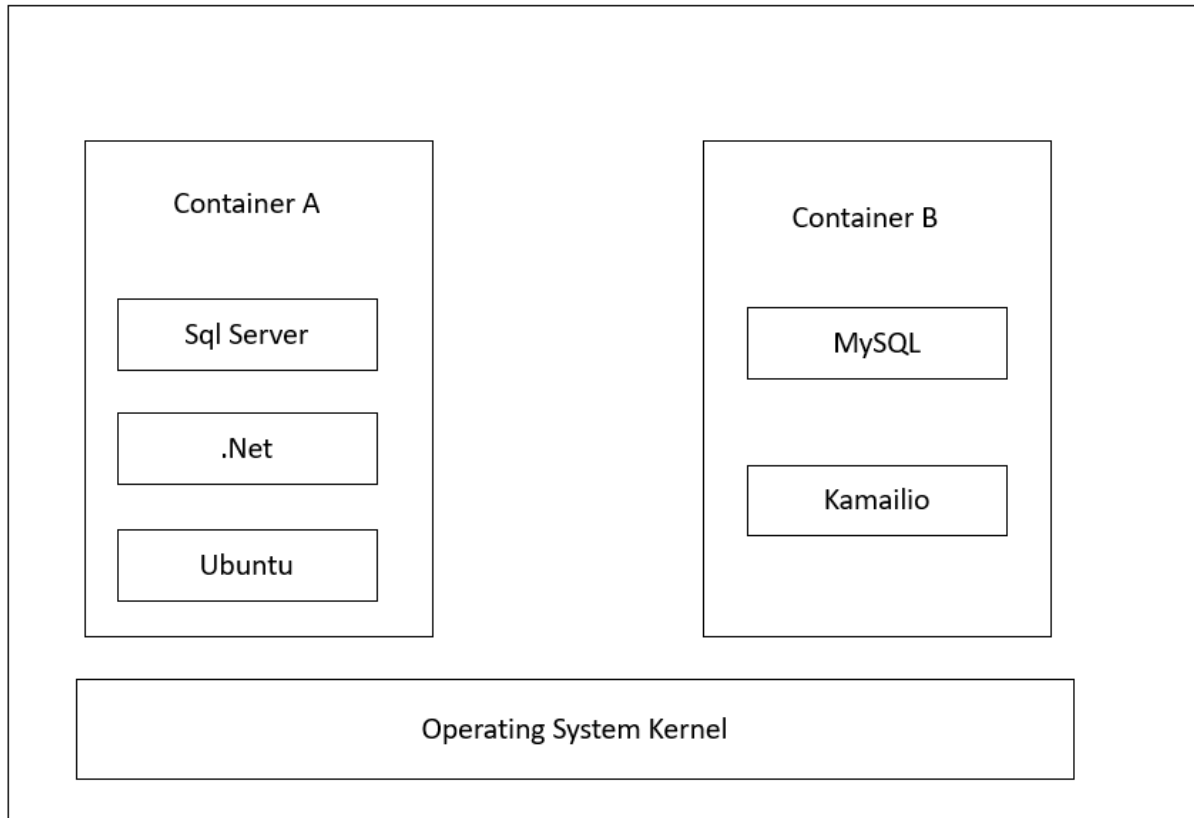 Container A
Sql Server
.Net
Ubuntu
Container B
MySQL
Kamailio
Operating System Kernel